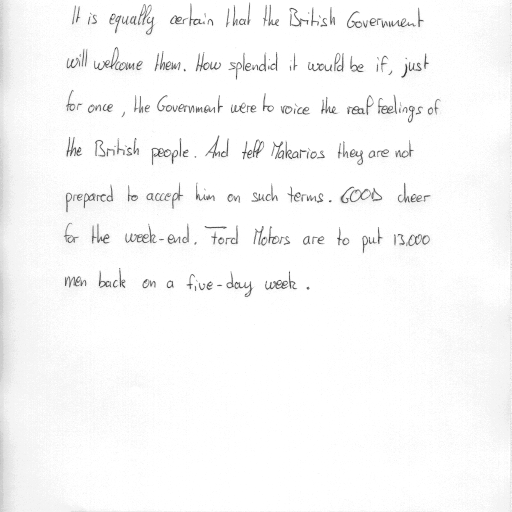 It is equally certain that the British Government
will welcome them. How splendid it would be if, just
for once, the Government were to voice the real feelings of
the British people. And tell Makarios they are not
prepared to accept him on such terms. GOOD cheer
for the week-end. Ford Motors are to put 13,000
men back on a five-day week.